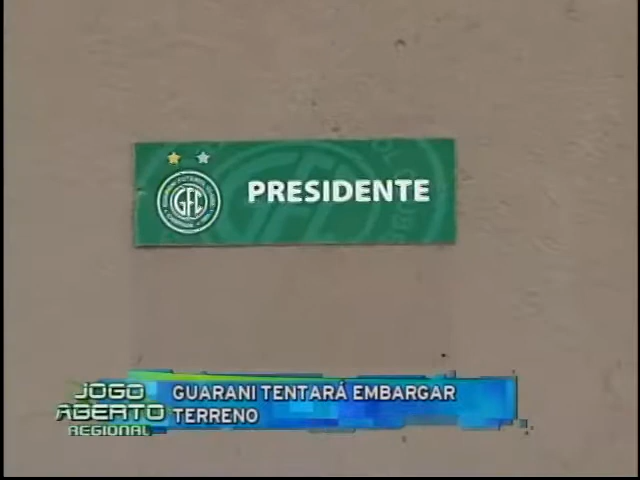 PRESIDENTE
GFC
GUARANI TENTARÁ EMBARGAR
TERRENO
JOGO
ABERTO
REGIONAL